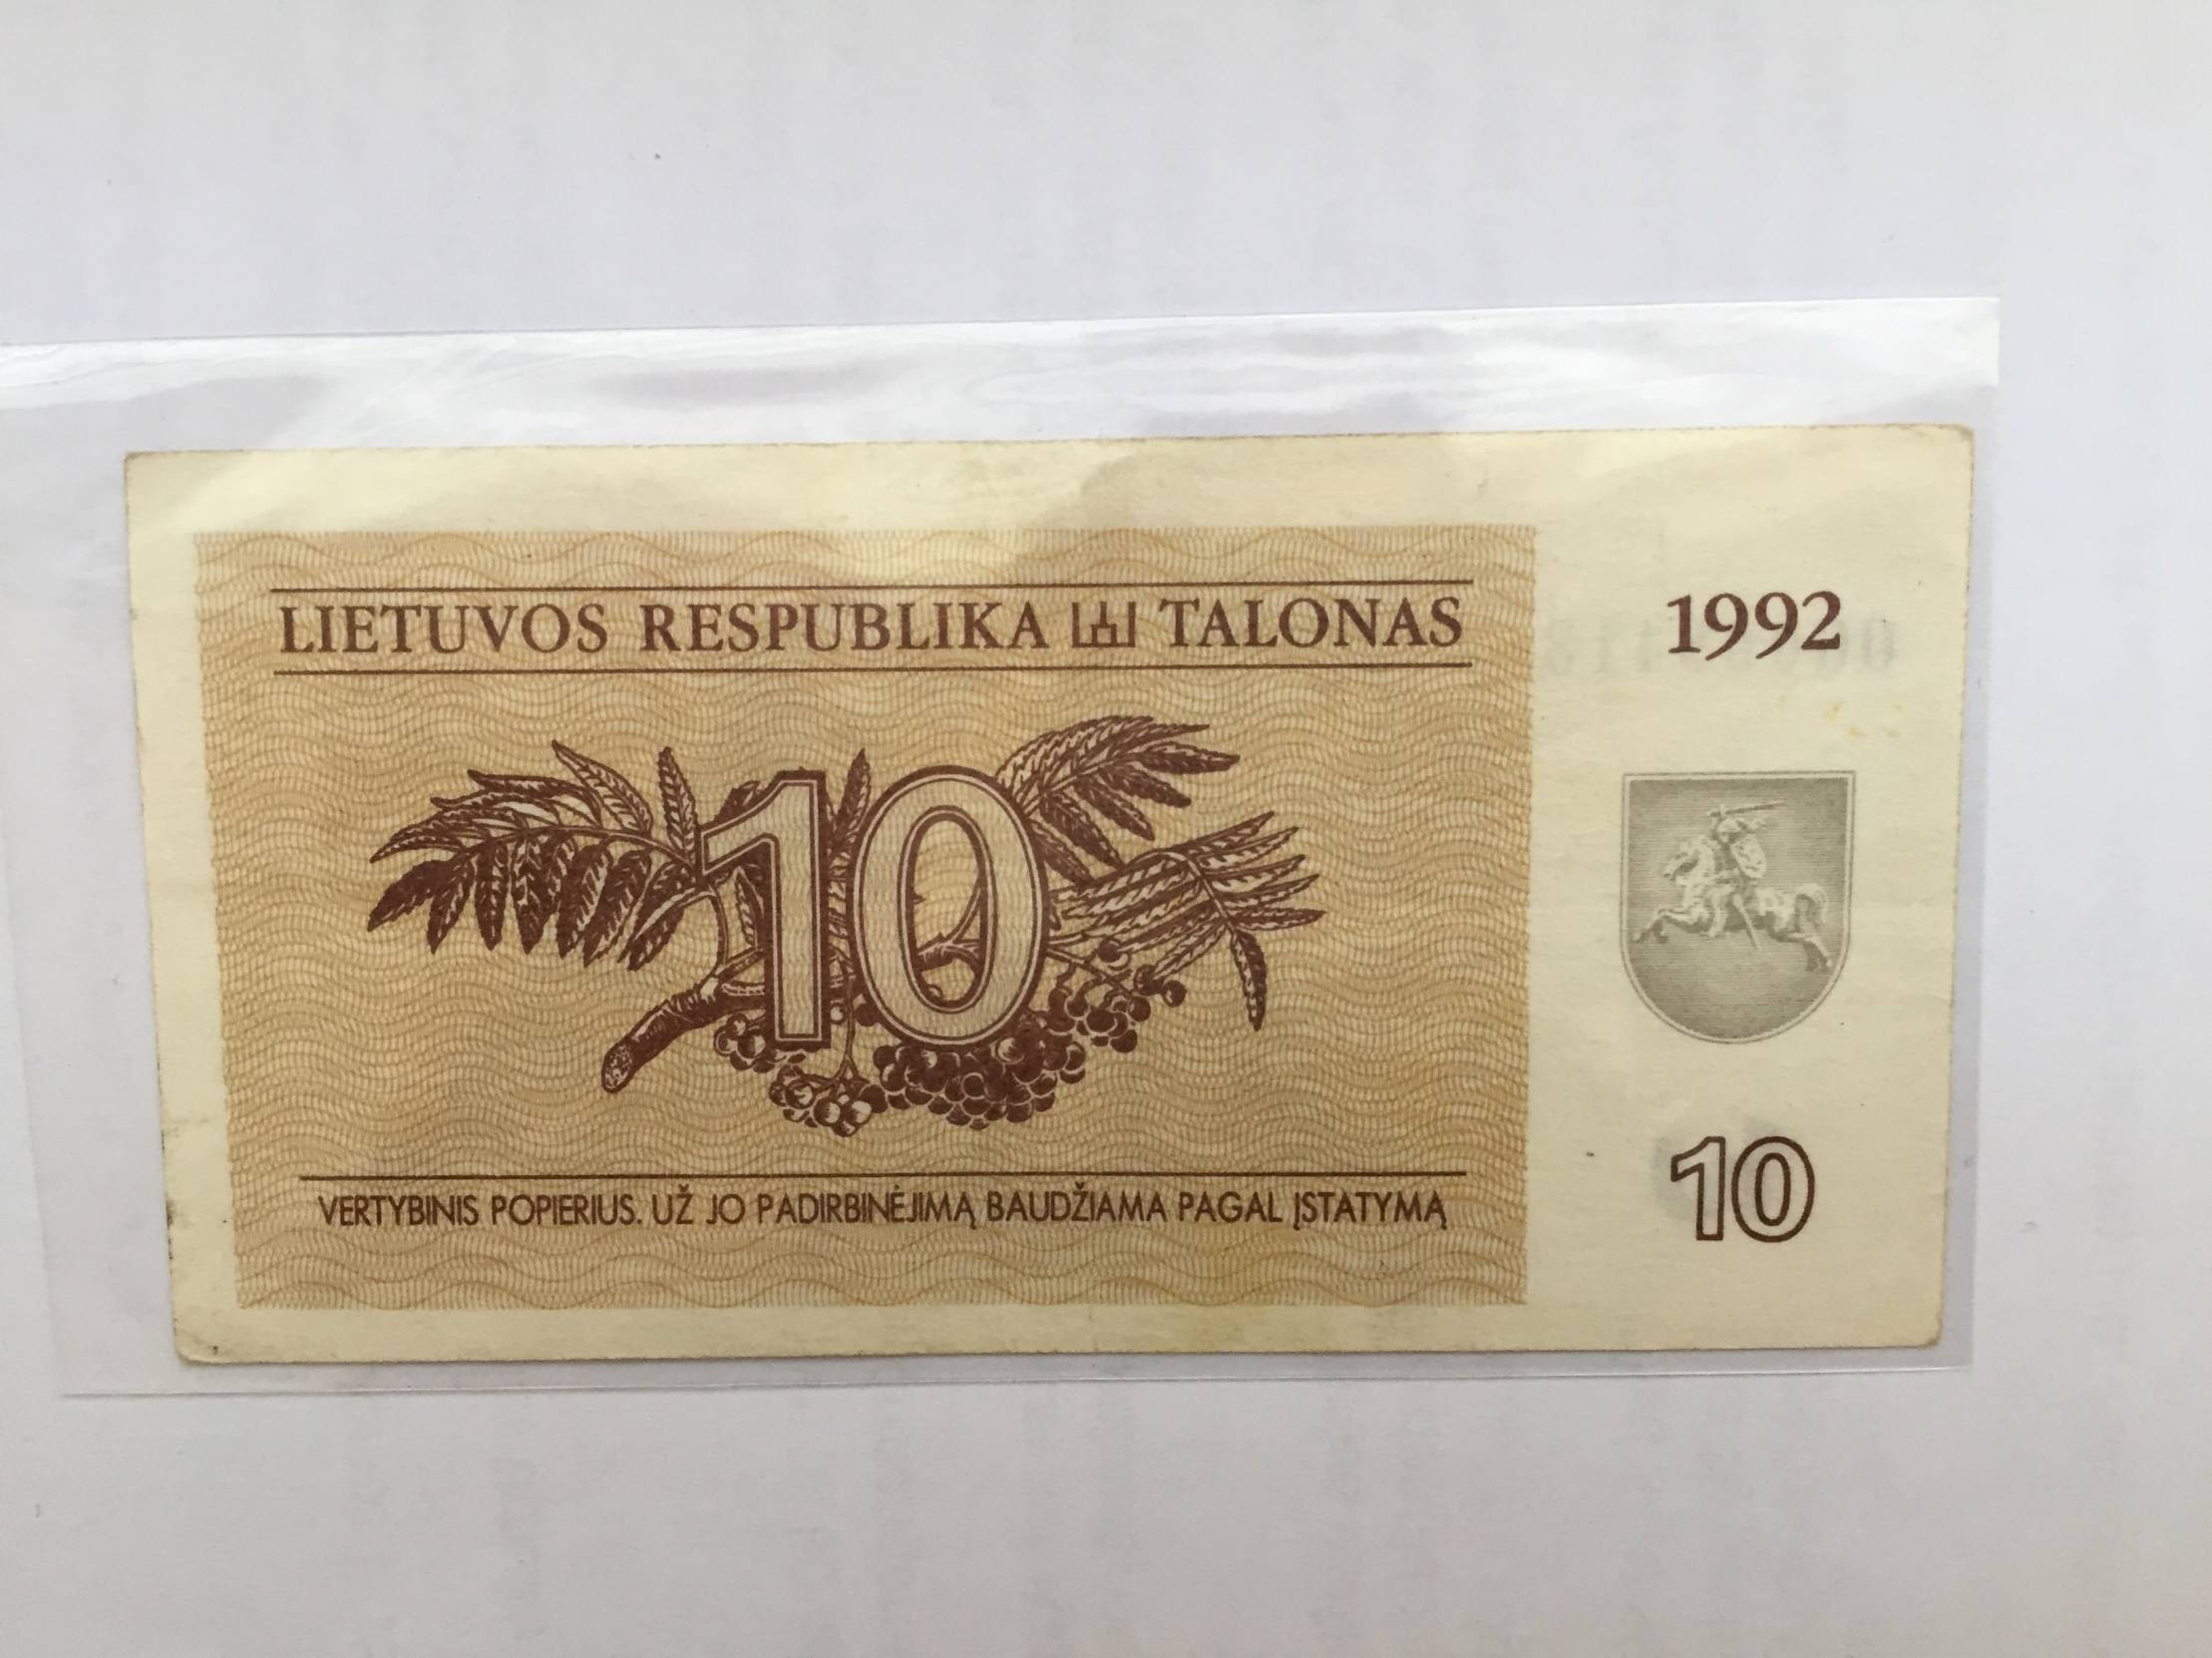 LIETUVOS RESPUBLIKA TALONAS
1992
10
10
VERTYBINIS POPIERIUS. UŽ JO PADIRBINĖJIMĄ BAUDŽIAMA PAGAL ĮSTATYMĄ